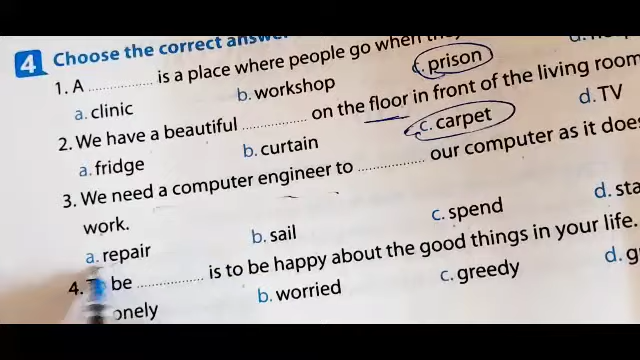 4 Choose the correct answe
1. A ............ is a place where people go when
a. clinic b. workshop c. prison d.
2. We have a beautiful ............ on the floor in front of the living room
a. fridge b. curtain c. carpet d. TV
3. We need a computer engineer to ............ our computer as it does
work.
a. repair b. sail c. spend d. sta
4. be ............ is to be happy about the good things in your life.
onely b. worried c. greedy d. g